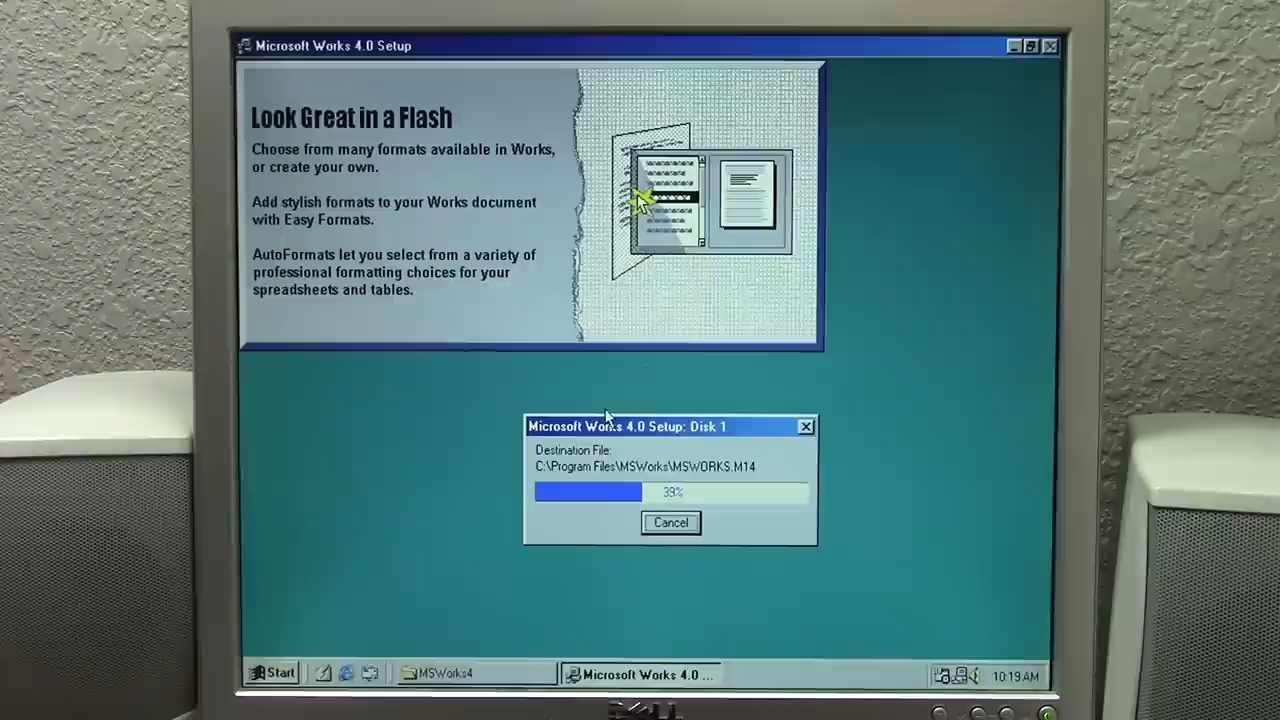 Microsoft Works 4.0 Setup
Look Great in a Flash
Choose from many formats available in Works,
or create your own.
Add stylish formats to your Works document
with Easy Formats.
AutoFormats let you select from a variety of
professional formatting choices for your
spreadsheets and tables.
Microsoft Works 4.0 Setup: Disk 1
Destination File:
C:\Program Files\MSWorks\MSWORKS.M14
39%
Cancel
Start
MSWorks4
Microsoft Works 4.0 ...
10:19 AM
DELL